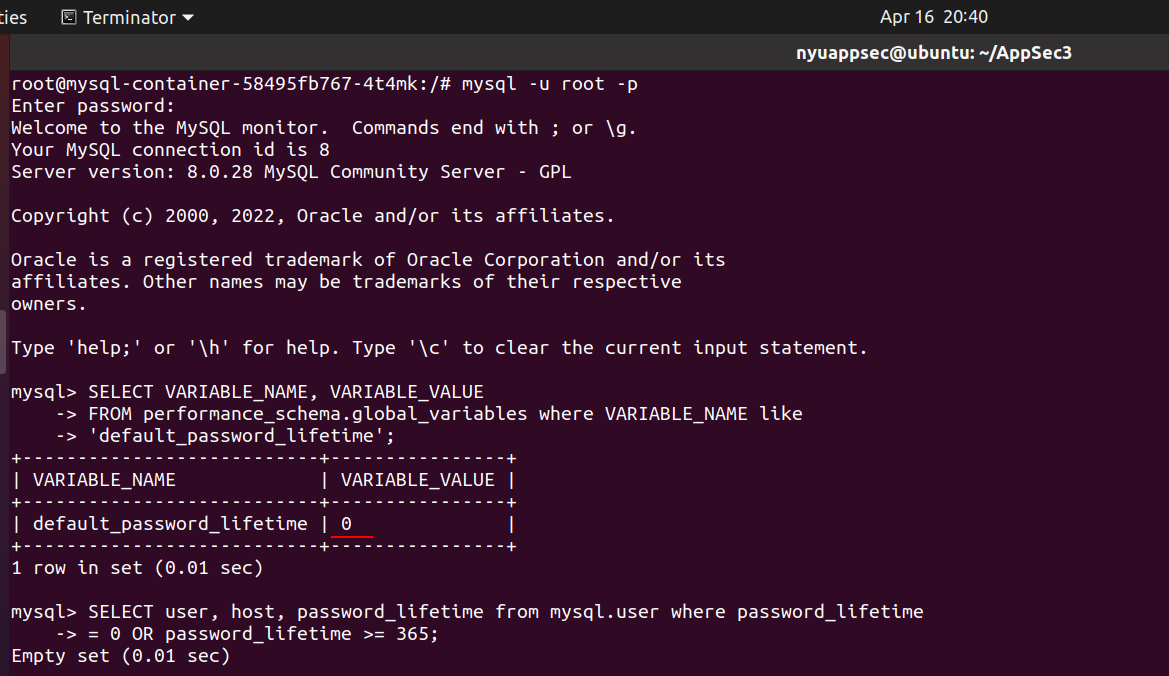 ties
Terminator
Apr 16 20:40
nyuappsec@ubuntu: ~/AppSec3
root@mysql-container-58495fb767-4t4mk:/# mysql -u root -p
Enter password:
Welcome to the MySQL monitor.  Commands end with ; or \g.
Your MySQL connection id is 8
Server version: 8.0.28 MySQL Community Server - GPL
Copyright (c) 2000, 2022, Oracle and/or its affiliates.
Oracle is a registered trademark of Oracle Corporation and/or its
affiliates. Other names may be trademarks of their respective
owners.
Type 'help;' or '\h' for help. Type '\c' to clear the current input statement.
mysql> SELECT VARIABLE_NAME, VARIABLE_VALUE
    -> FROM performance_schema.global_variables where VARIABLE_NAME like
    -> 'default_password_lifetime';
+---------------------------+----------------+
| VARIABLE_NAME             | VARIABLE_VALUE |
+---------------------------+----------------+
| default_password_lifetime | 0              |
+---------------------------+----------------+
1 row in set (0.01 sec)
mysql> SELECT user, host, password_lifetime from mysql.user where password_lifetime
    -> = 0 OR password_lifetime >= 365;
Empty set (0.01 sec)